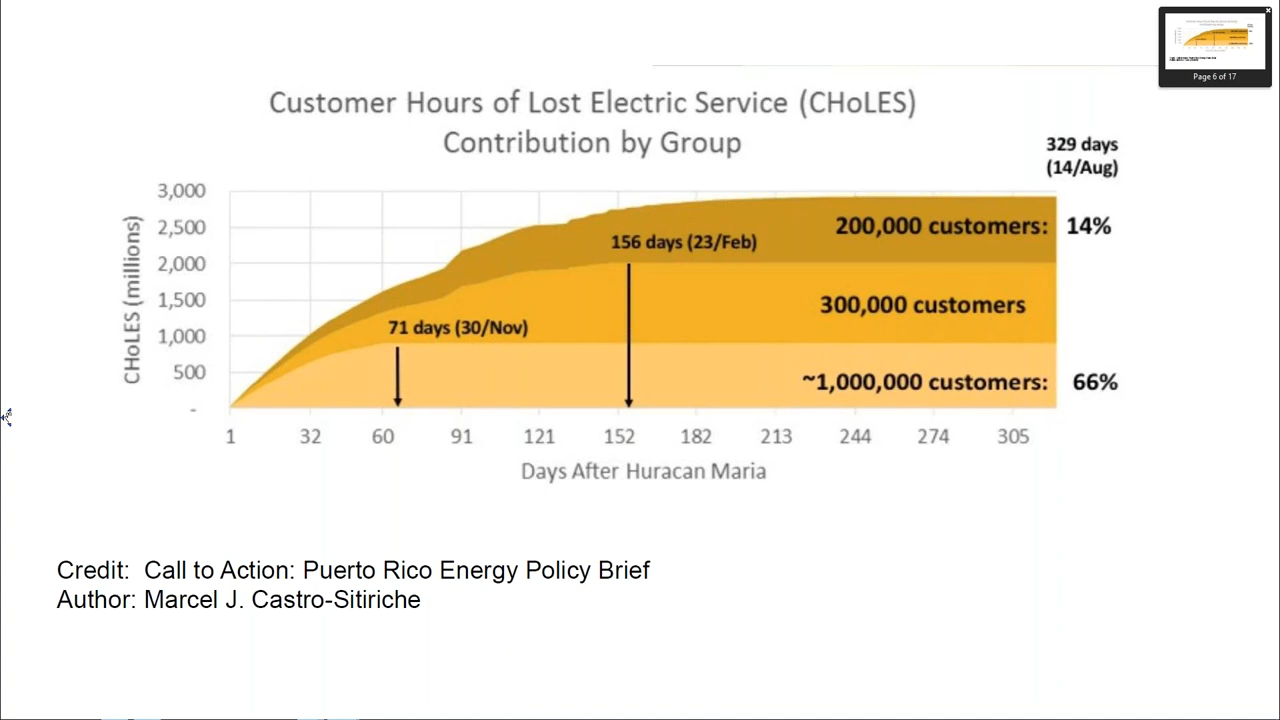 Page 6 of 17
Customer Hours of Lost Electric Service (CHoLES)
Contribution by Group
329 days
(14/Aug)
CHoLES (millions)
3,000
2,500
2,000
1,500
1,000
500
-
200,000 customers: 14%
156 days (23/Feb)
300,000 customers
71 days (30/Nov)
~1,000,000 customers: 66%
1 32 60 91 121 152 182 213 244 274 305
Days After Huracan Maria
Credit: Call to Action: Puerto Rico Energy Policy Brief
Author: Marcel J. Castro-Sitiriche